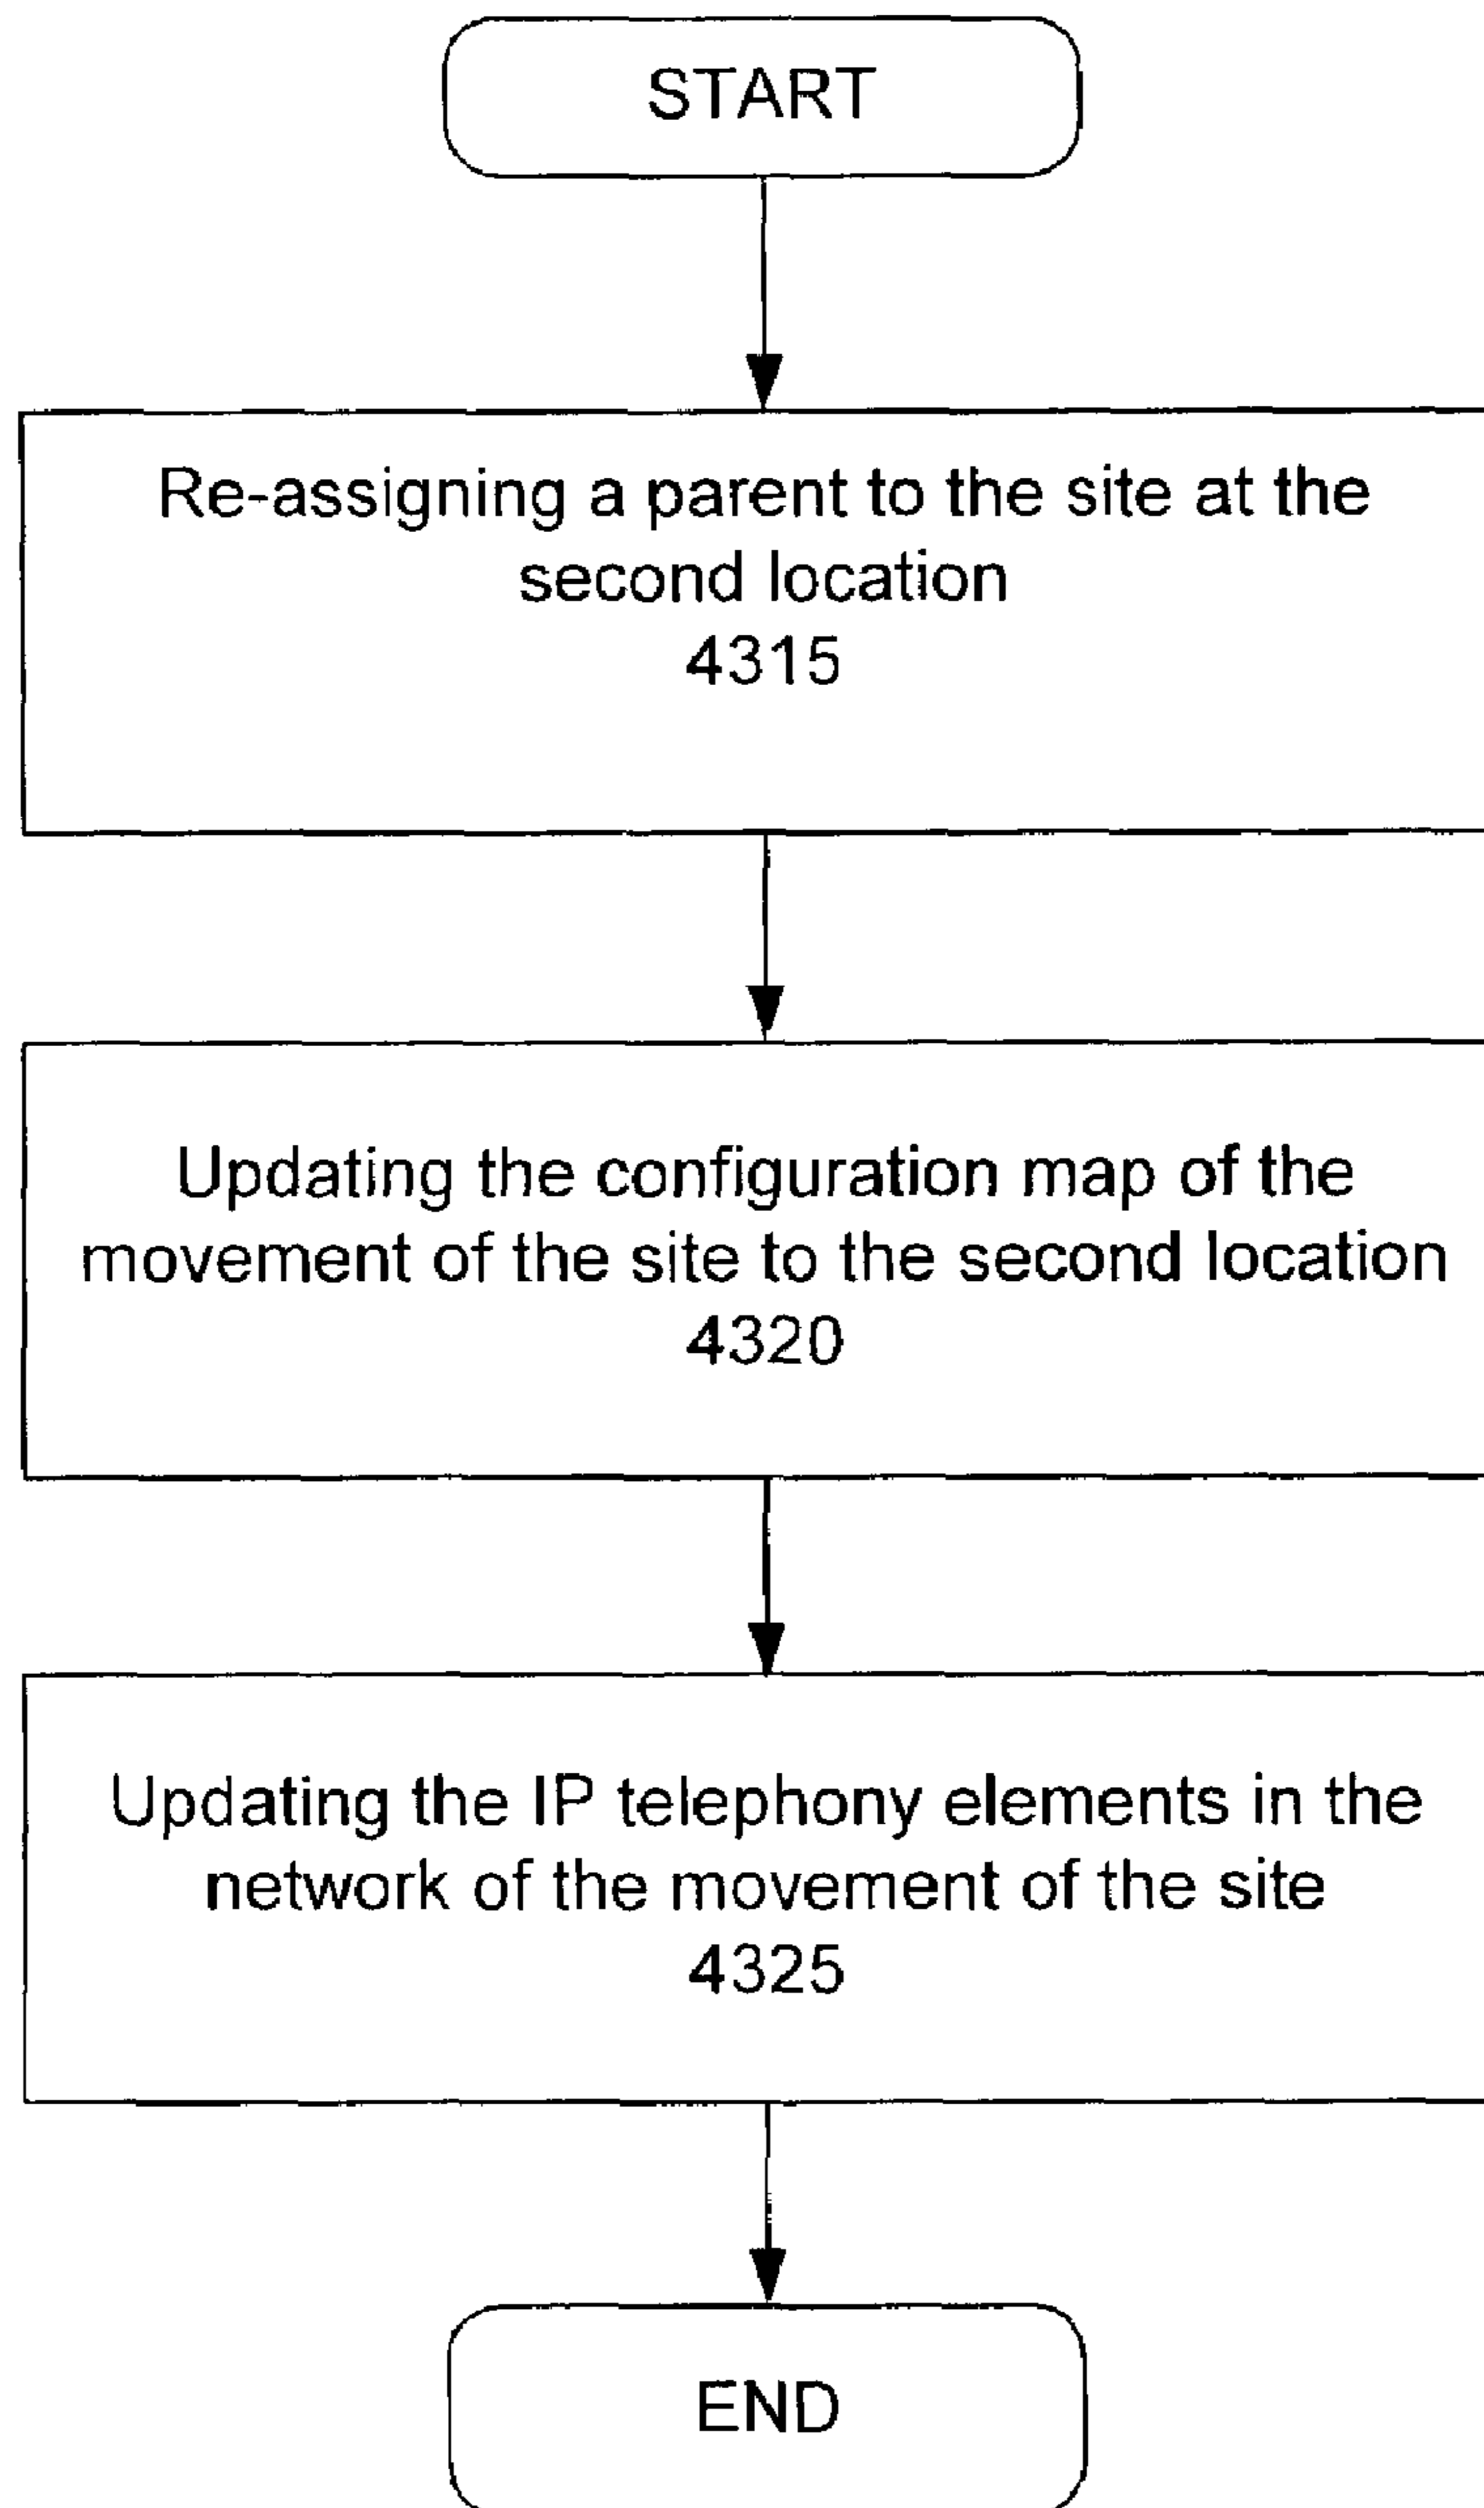 START
Re-assigning a parent to the site at the
second location
4315
Updating the configuration map of the
movement of the site to the second location
4320
Updating the IP telephony elements in the
network of the movement of the site
4325
END